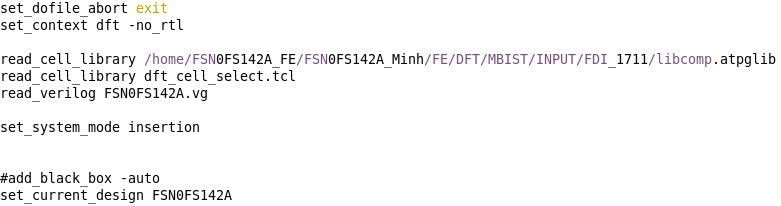 set_dofile_abort exit
set_context dft -no_rtl
read_cell_library /home/FSN0FS142A_FE/FSN0FS142A_Minh/FE/DFT/MBIST/INPUT/FDI_1711/libcomp.atpglib
read_cell_library dft_cell_select.tcl
read_verilog FSN0FS142A.vg
set_system_mode insertion
#add_black_box -auto
set_current_design FSN0FS142A